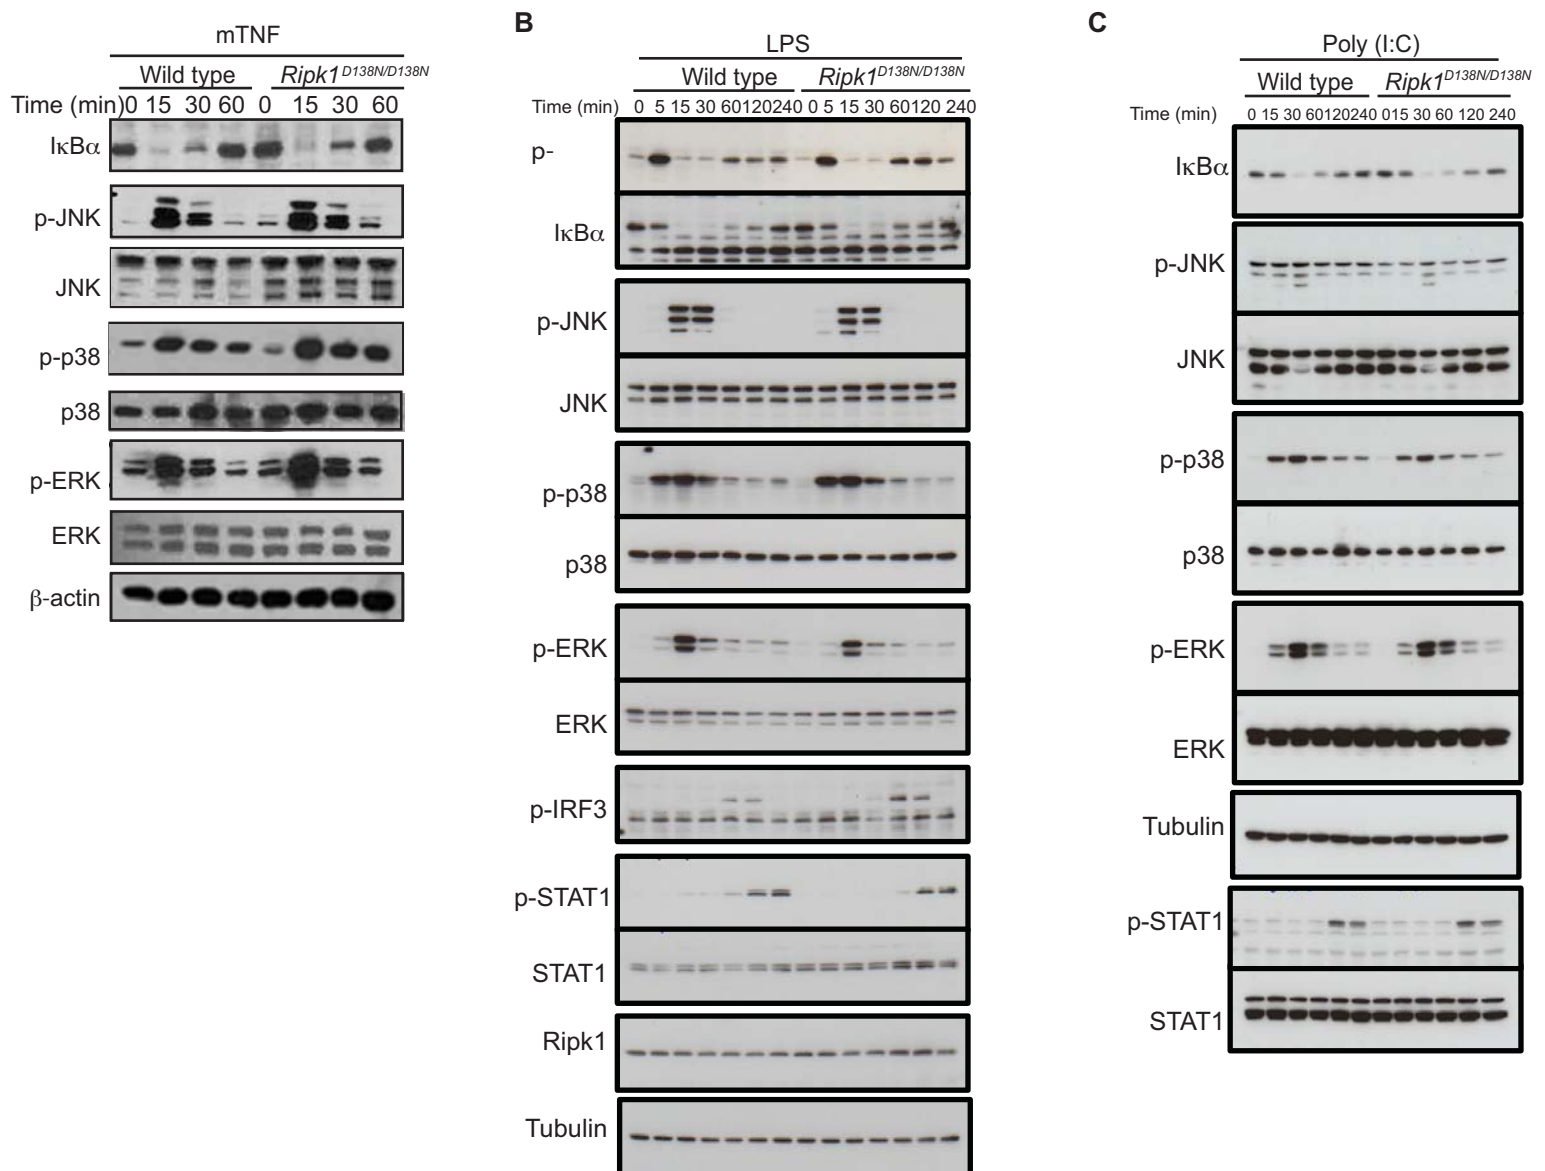 mTNF
Wild type Ripk1D138N/D138N
Time (min) 0 15 30 60 0 15 30 60
IκBα
p-JNK
JNK
p-p38
p38
p-ERK
ERK
β-actin
B
LPS
Wild type Ripk1D138N/D138N
Time (min) 0 5 15 30 60 120 240 0 5 15 30 60 120 240
p-
IκBα
p-JNK
JNK
p-p38
p38
p-ERK
ERK
p-IRF3
p-STAT1
STAT1
Ripk1
Tubulin
C
Poly (I:C)
Wild type Ripk1D138N/D138N
Time (min) 0 15 30 60 120 240 0 15 30 60 120 240
IκBα
p-JNK
JNK
p-p38
p38
p-ERK
ERK
Tubulin
p-STAT1
STAT1